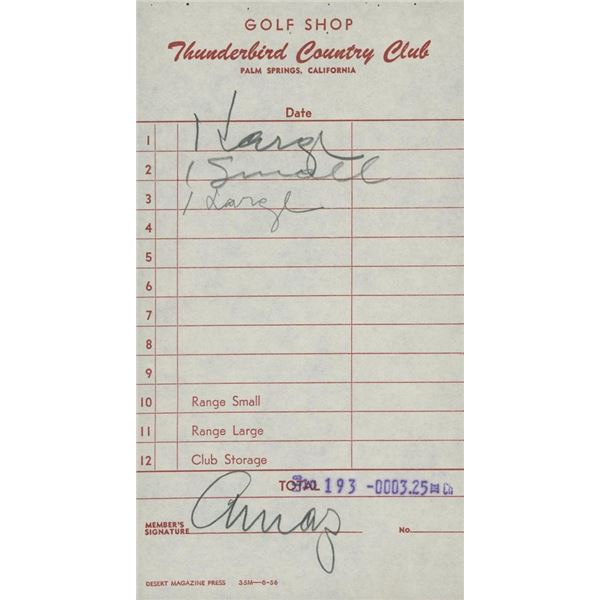 GOLF SHOP
Thunderbird Country Club
PALM SPRINGS, CALIFORNIA
Date
1 1 Large
2 1 Small
3 1 Large
4
5
6
7
8
9
10 Range Small
11 Range Large
12 Club Storage
TOTAL 193 -0003.25
MEMBER'S
SIGNATURE No.
DESERT MAGAZINE PRESS 35M—6-56